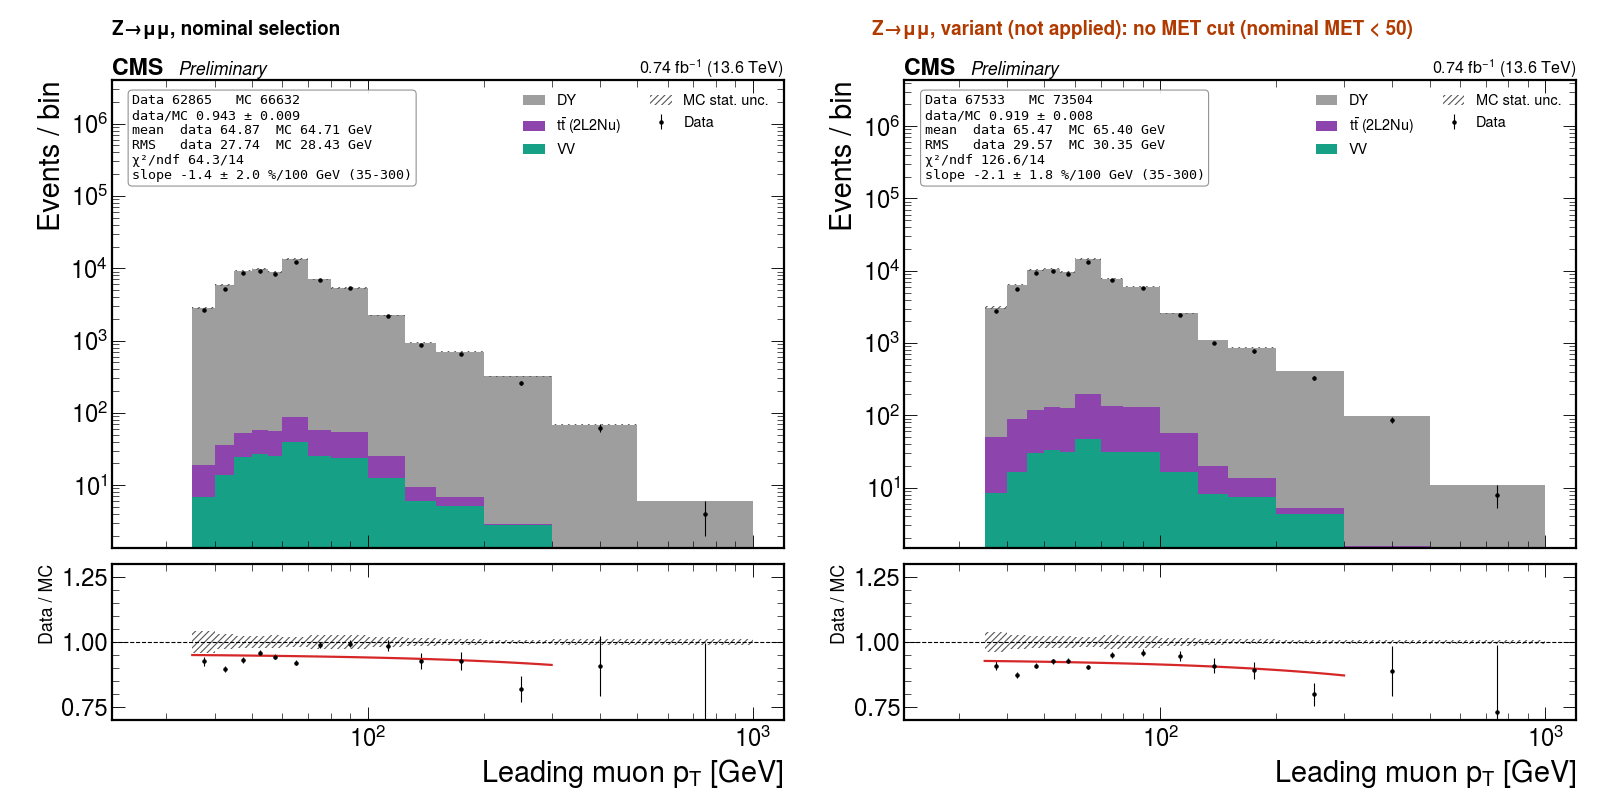 Z→μμ, nominal selection
CMS Preliminary
0.74 fb⁻¹ (13.6 TeV)
Events / bin
Data 62865   MC 66632
data/MC 0.943 ± 0.009
mean  data 64.87  MC 64.71 GeV
RMS   data 27.74  MC 28.43 GeV
χ²/ndf 64.3/14
slope -1.4 ± 2.0 %/100 GeV (35-300)
DY
tt̄ (2L2Nu)
VV
MC stat. unc.
Data
10⁶
10⁵
10⁴
10³
10²
10¹
Data / MC
1.25
1.00
0.75
10²
10³
Leading muon p_T [GeV]
Z→μμ, variant (not applied): no MET cut (nominal MET < 50)
CMS Preliminary
0.74 fb⁻¹ (13.6 TeV)
Events / bin
Data 67533   MC 73504
data/MC 0.919 ± 0.008
mean  data 65.47  MC 65.40 GeV
RMS   data 29.57  MC 30.35 GeV
χ²/ndf 126.6/14
slope -2.1 ± 1.8 %/100 GeV (35-300)
DY
tt̄ (2L2Nu)
VV
MC stat. unc.
Data
10⁶
10⁵
10⁴
10³
10²
10¹
Data / MC
1.25
1.00
0.75
10²
10³
Leading muon p_T [GeV]